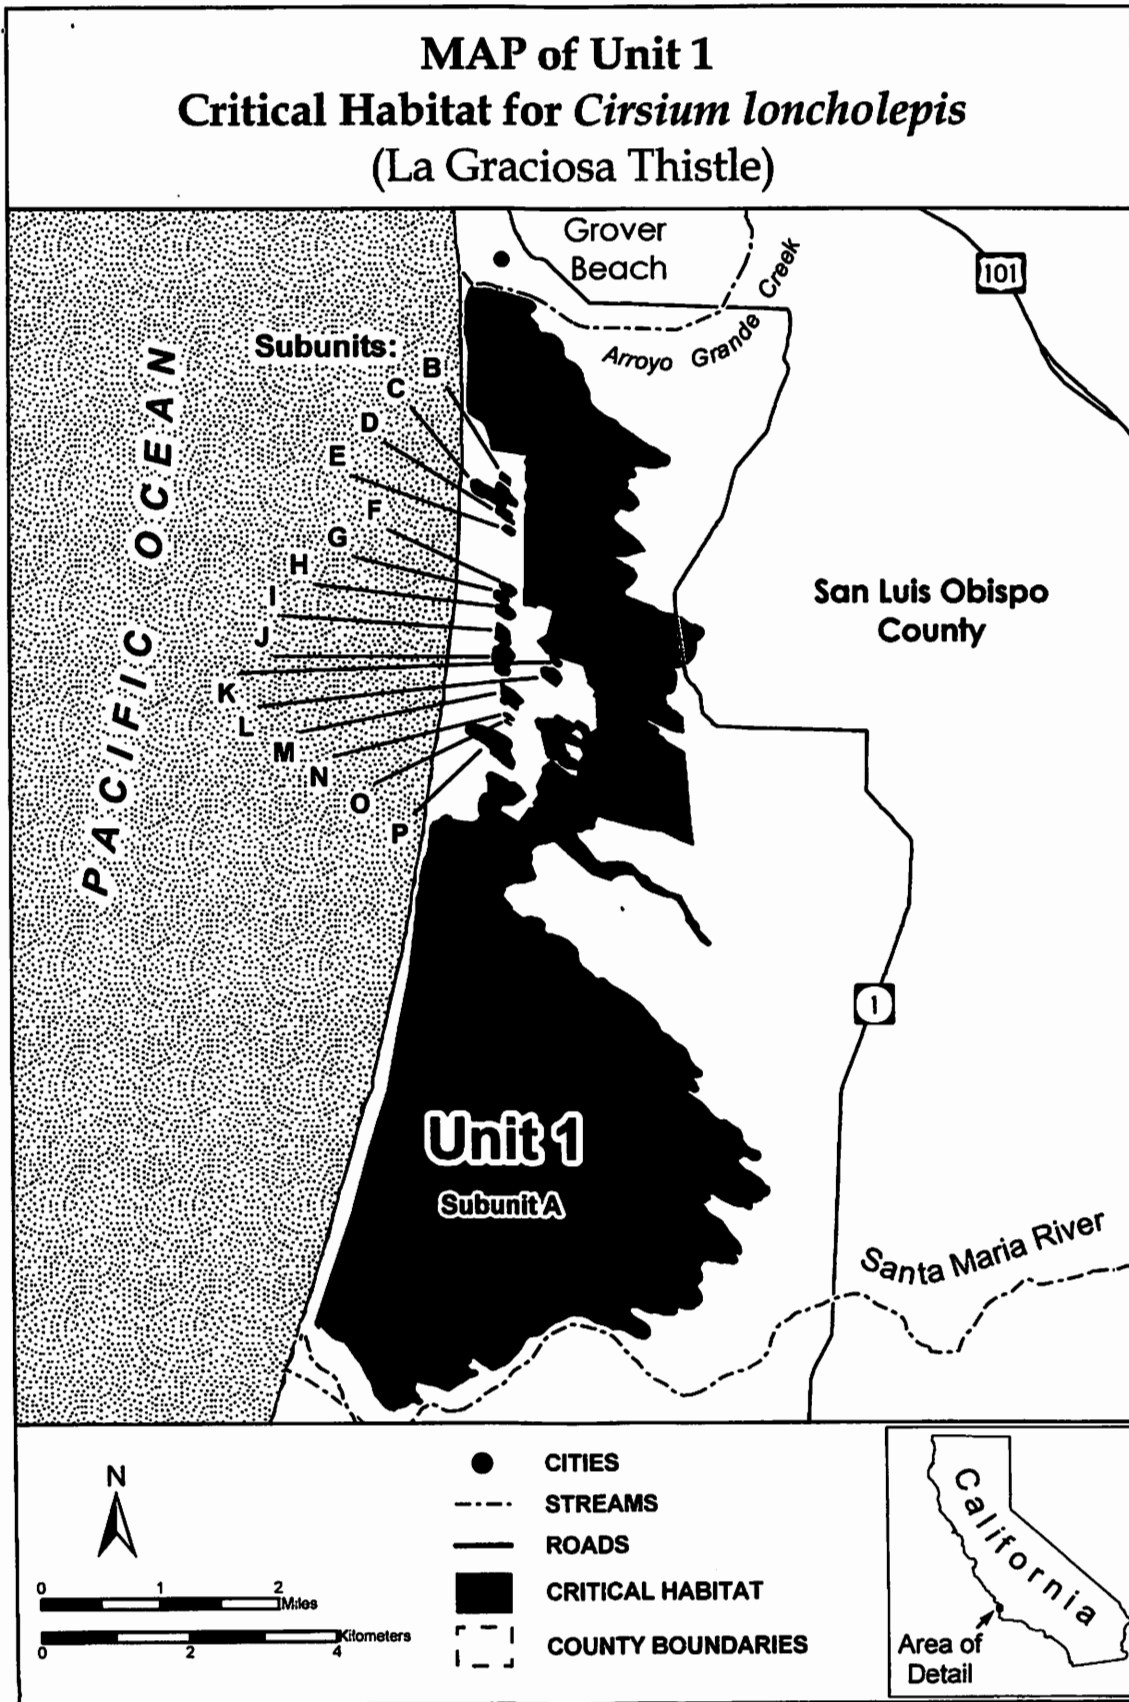 MAP of Unit 1
Critical Habitat for Cirsium loncholepis
(La Graciosa Thistle)
Grover
Beach
101
Arroyo Grande Creek
Subunits:
B
C
D
E
F
G
H
I
J
K
L
M
N
O
P
PACIFIC OCEAN
San Luis Obispo
County
1
Unit 1
Subunit A
Santa Maria River
N
0 1 2
Miles
Kilometers
0 2 4
CITIES
STREAMS
ROADS
CRITICAL HABITAT
COUNTY BOUNDARIES
California
Area of
Detail